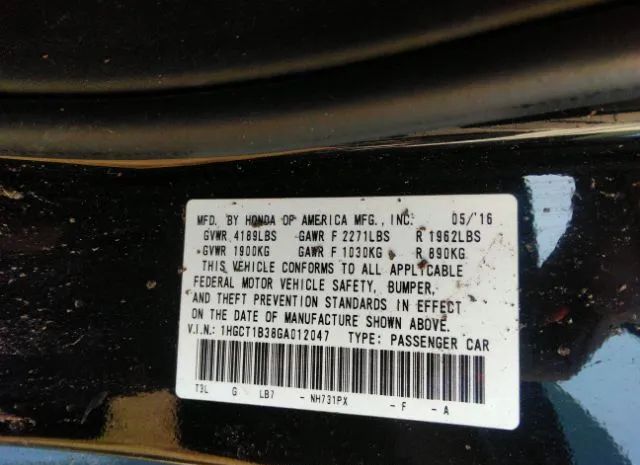 MFD. BY HONDA OF AMERICA MFG., INC. 05/'16
GVWR 4189LBS GAWR F 2271LBS R 1962LBS
GVWR 1900KG GAWR F 1030KG R 890KG
THIS VEHICLE CONFORMS TO ALL APPLICABLE
FEDERAL MOTOR VEHICLE SAFETY, BUMPER,
AND THEFT PREVENTION STANDARDS IN EFFECT
ON THE DATE OF MANUFACTURE SHOWN ABOVE.
V.I.N.: 1HGCT1B38GA012047 TYPE: PASSENGER CAR
T3L G LB7 - NH731PX - F - A